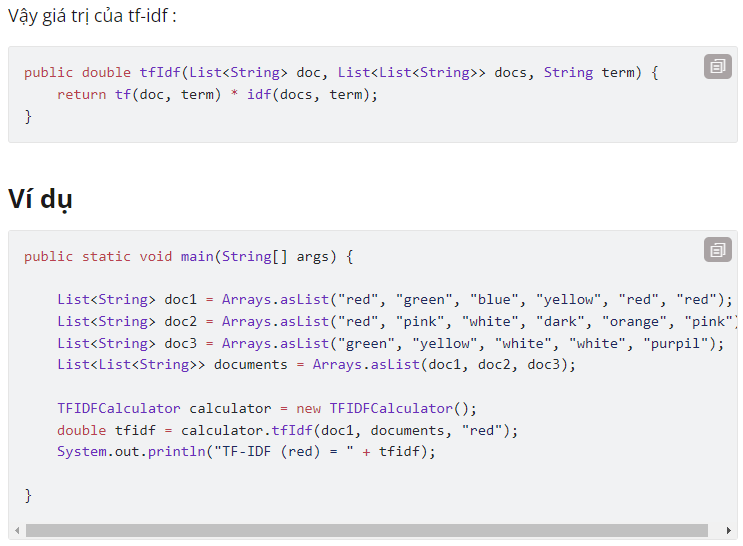 Vậy giá trị của tf-idf :
public double tfIdf(List<String> doc, List<List<String>> docs, String term) {
    return tf(doc, term) * idf(docs, term);
}
Ví dụ
public static void main(String[] args) {
    List<String> doc1 = Arrays.asList("red", "green", "blue", "yellow", "red", "red");
    List<String> doc2 = Arrays.asList("red", "pink", "white", "dark", "orange", "pink")
    List<String> doc3 = Arrays.asList("green", "yellow", "white", "white", "purpil");
    List<List<String>> documents = Arrays.asList(doc1, doc2, doc3);
    TFIDFCalculator calculator = new TFIDFCalculator();
    double tfidf = calculator.tfIdf(doc1, documents, "red");
    System.out.println("TF-IDF (red) = " + tfidf);
}